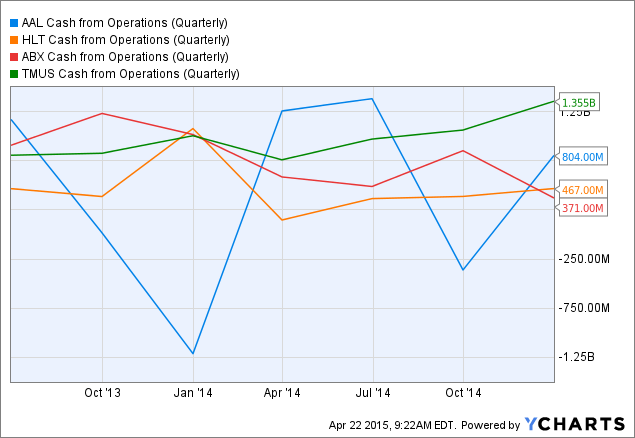 AAL Cash from Operations (Quarterly)
HLT Cash from Operations (Quarterly)
ABX Cash from Operations (Quarterly)
TMUS Cash from Operations (Quarterly)
1.355B
1.25B
804.00M
467.00M
371.00M
-250.00M
-750.00M
-1.25B
Oct '13 Jan '14 Apr '14 Jul '14 Oct '14
Apr 22 2015, 9:22AM EDT. Powered by YCHARTS